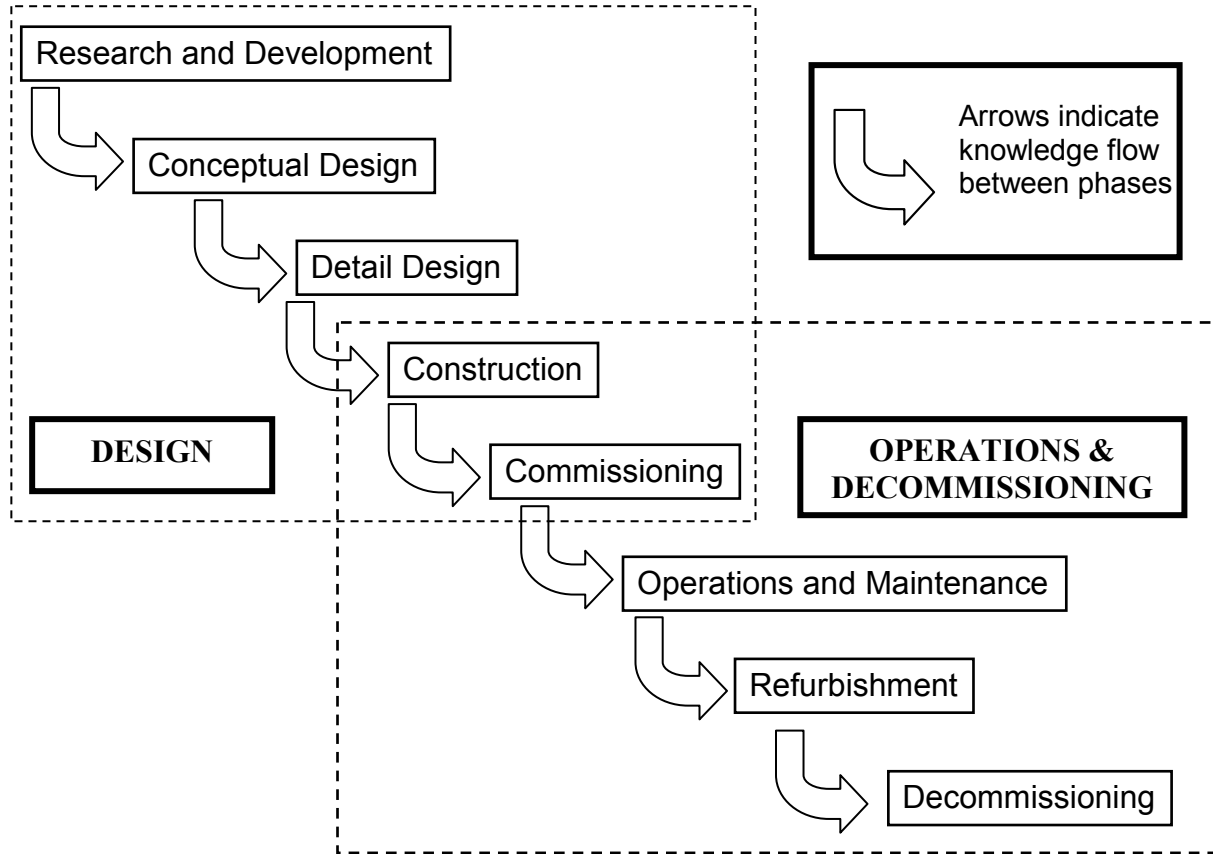 Research and Development
Arrows indicate
knowledge flow
between phases
Conceptual Design
Detail Design
Construction
DESIGN
Commissioning
OPERATIONS &
DECOMMISSIONING
Operations and Maintenance
Refurbishment
Decommissioning